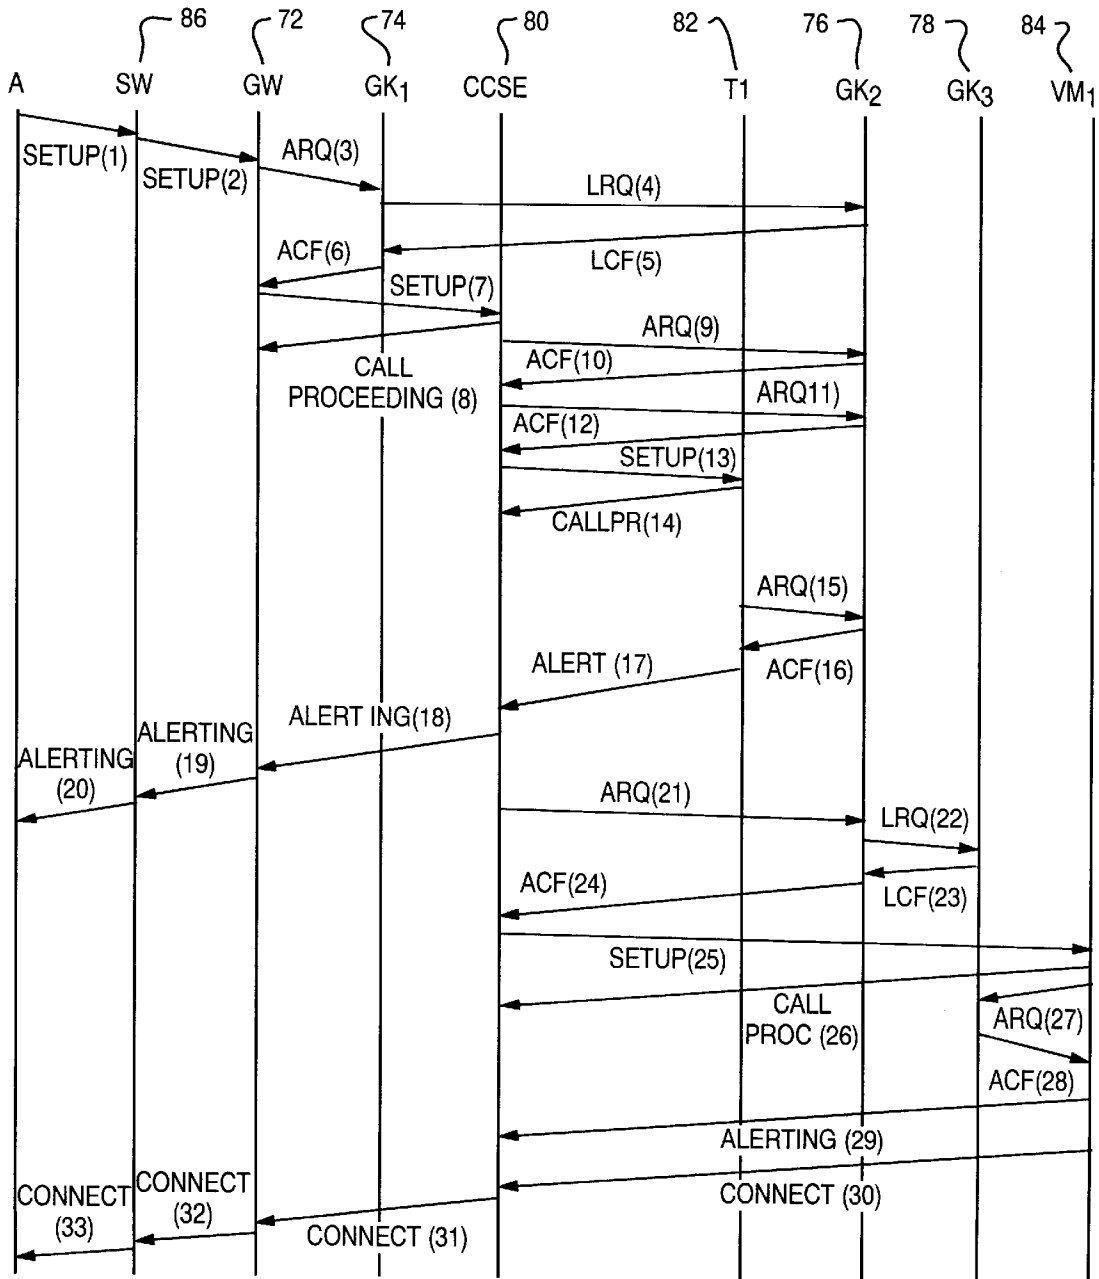 86
72
74
80
82
76
78
84
A
SW
GW
GK1
CCSE
T1
GK2
GK3
VM1
SETUP(1)
SETUP(2)
ARQ(3)
LRQ(4)
LCF(5)
ACF(6)
SETUP(7)
CALL
PROCEEDING (8)
ARQ(9)
ACF(10)
ARQ11)
ACF(12)
SETUP(13)
CALLPR(14)
ARQ(15)
ACF(16)
ALERT (17)
ALERT ING(18)
ALERTING
(19)
ALERTING
(20)
ARQ(21)
LRQ(22)
LCF(23)
ACF(24)
SETUP(25)
CALL
PROC (26)
ARQ(27)
ACF(28)
ALERTING (29)
CONNECT (30)
CONNECT (31)
CONNECT
(32)
CONNECT
(33)